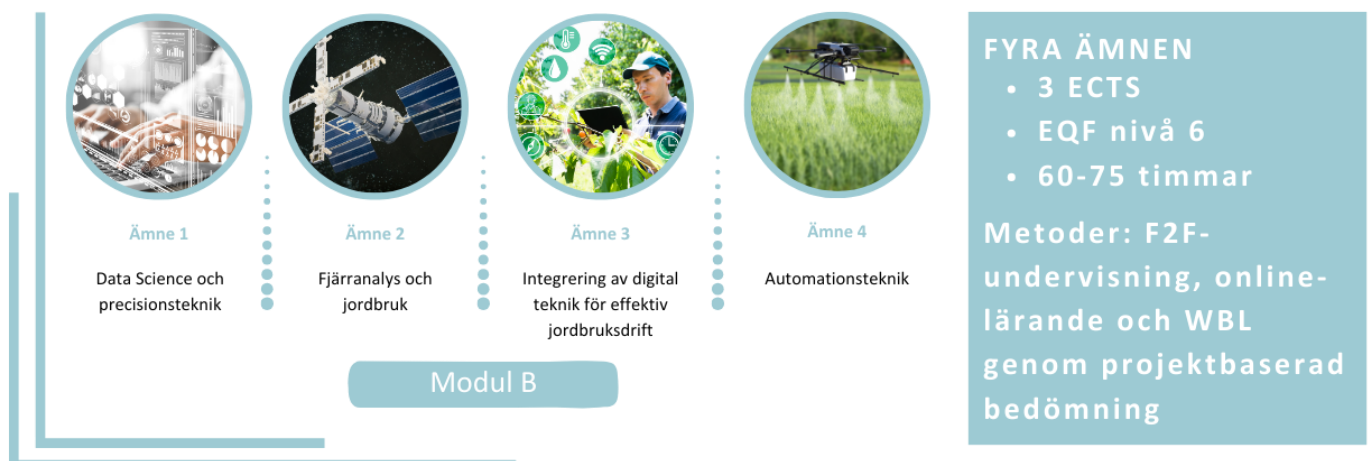 Ämne 1
Data Science och
precisionsteknik
Ämne 2
Fjärranalys och
jordbruk
Ämne 3
Integrering av digital
teknik för effektiv
jordbruksdrift
Ämne 4
Automationsteknik
Modul B
FYRA ÄMNEN
• 3 ECTS
• EQF nivå 6
• 60-75 timmar
Metoder: F2F-
undervisning, online-
lärande och WBL
genom projektbaserad
bedömning